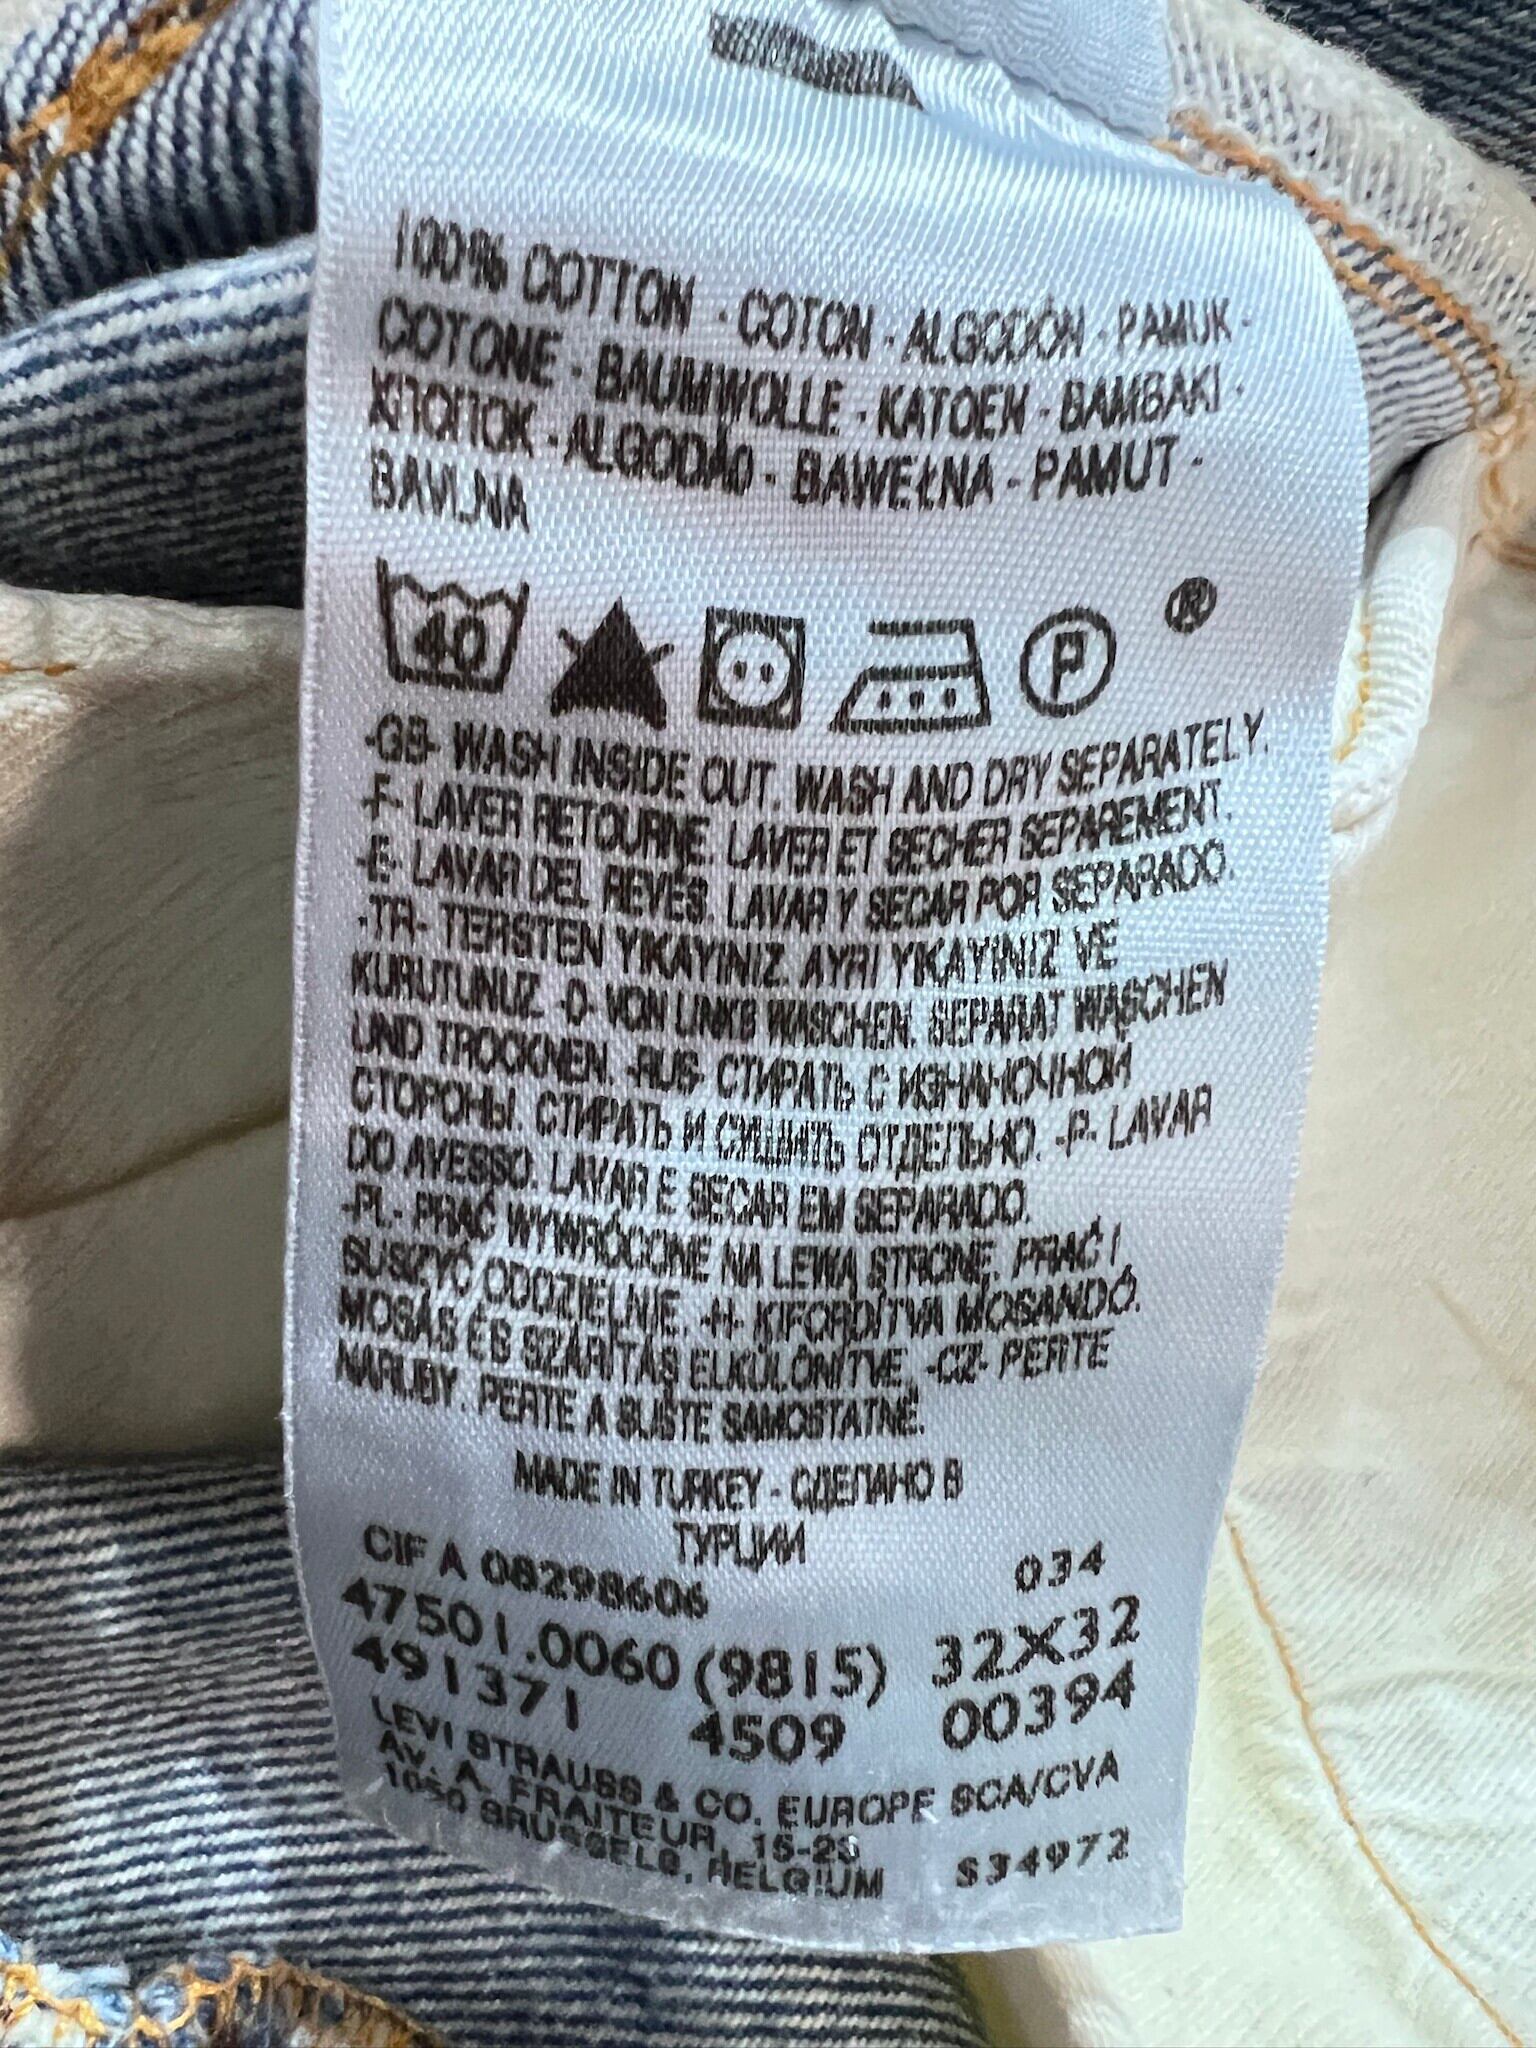 100% COTTON - COTON - ALGODÓN - PAMUK -
COTONE - BAUMWOLLE - KATOEN - BAMBAKI -
ХЛОПОК - ALGODÃO - BAWEŁNA - PAMUT -
BAVLNA
40 P ®
-GB- WASH INSIDE OUT. WASH AND DRY SEPARATELY.
-F- LAVER RETOURNE. LAVER ET SECHER SEPAREMENT.
-E- LAVAR DEL REVES. LAVAR Y SECAR POR SEPARADO.
-TR- TERSTEN YIKAYINIZ. AYRI YIKAYINIZ VE
KURUTUNUZ. -D- VON LINKS WASCHEN. SEPARAT WASCHEN
UND TROCKNEN. -RUS- СТИРАТЬ С ИЗНАНОЧНОЙ
СТОРОНЫ. СТИРАТЬ И СУШИТЬ ОТДЕЛЬНО. -P- LAVAR
DO AVESSO. LAVAR E SECAR EM SEPARADO.
-PL- PRAĆ WYWRÓCONE NA LEWĄ STRONĘ. PRAĆ I
SUSZYĆ ODDZIELNIE. -H- KIFORDÍTVA MOSANDÓ.
MOSÁS ÉS SZÁRÍTÁS ELKÜLÖNÍTVE. -CZ- PERTE
NARUBY. PERTE A SUŠTE SAMOSTATNĚ.
MADE IN TURKEY - СДЕЛАНО В
ТУРЦИИ
CIF A 08298606 034
47501.0060 (9815) 32X32
491371 4509 00394
LEVI STRAUSS & CO. EUROPE SCA/CVA
AV. A. FRAITEUR, 15-23
1050 BRUSSELS, BELGIUM S34972